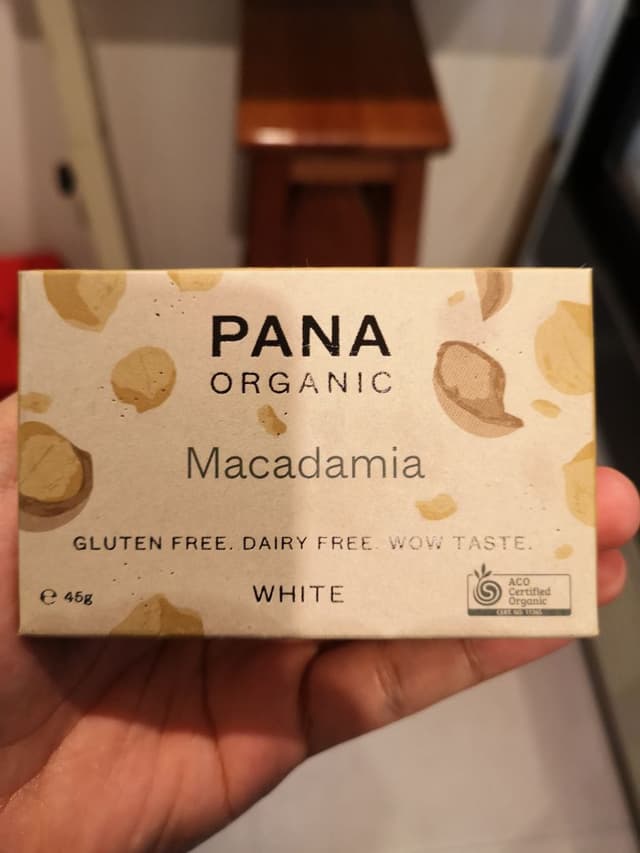 PANA
ORGANIC
Macadamia
GLUTEN FREE. DAIRY FREE. WOW TASTE.
℮ 45g
WHITE
ACO
Certified
Organic